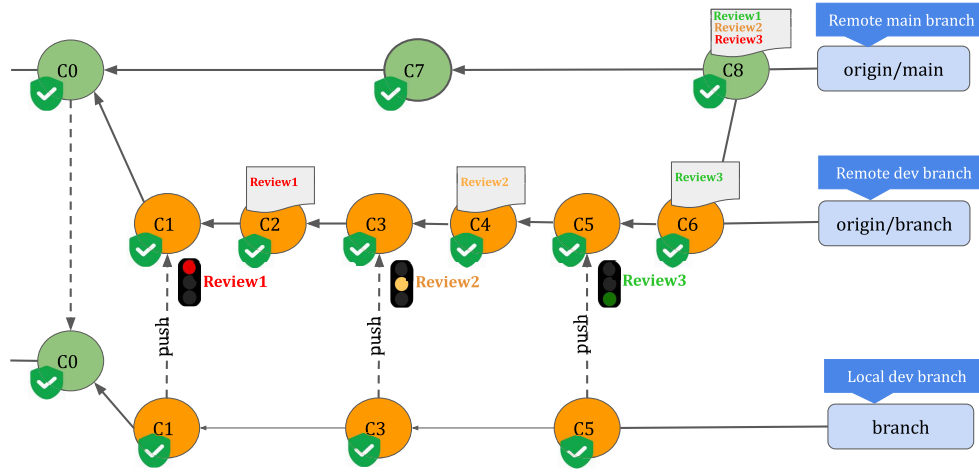 Review1
Review2
Review3
Remote main branch
C0
C7
C8
origin/main
Review1
Review2
Review3
Remote dev branch
C1
C2
C3
C4
C5
C6
origin/branch
Review1
Review2
Review3
push
push
push
C0
Local dev branch
C1
C3
C5
branch